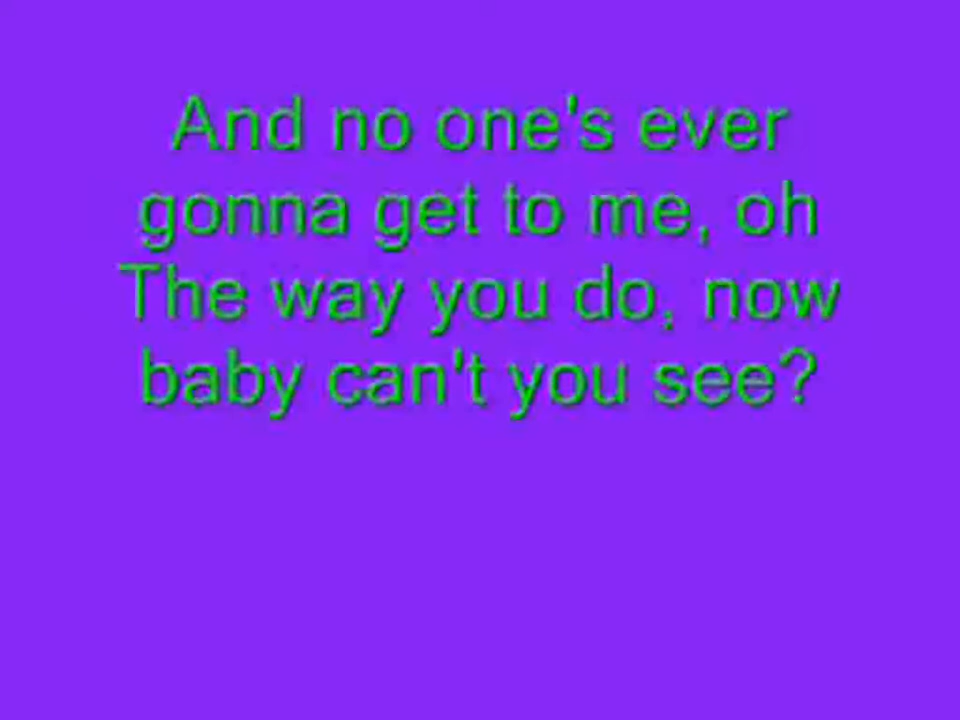 And no one's ever
gonna get to me, oh
The way you do, now
baby can't you see?